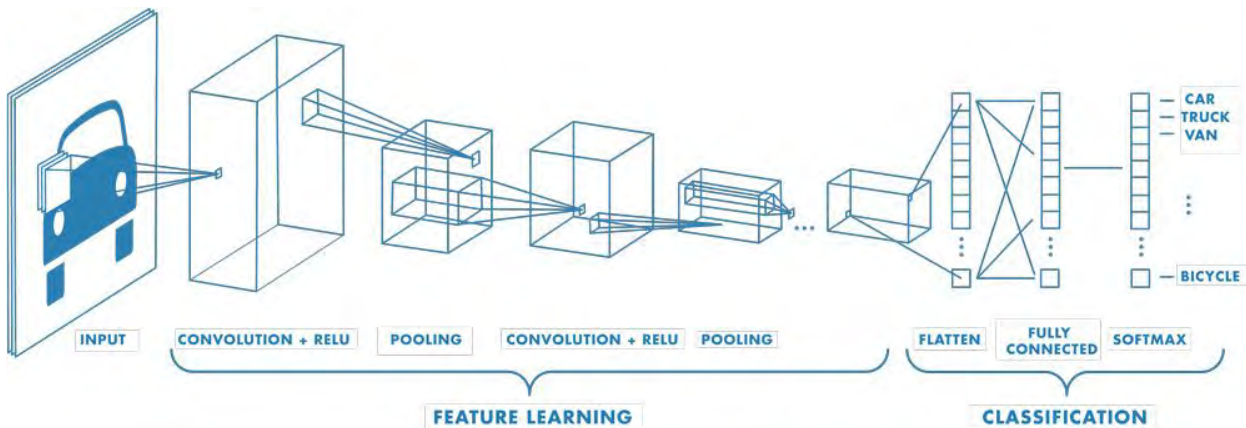 CAR
TRUCK
VAN
BICYCLE
INPUT
CONVOLUTION + RELU
POOLING
CONVOLUTION + RELU
POOLING
FLATTEN
FULLY
CONNECTED
SOFTMAX
FEATURE LEARNING
CLASSIFICATION